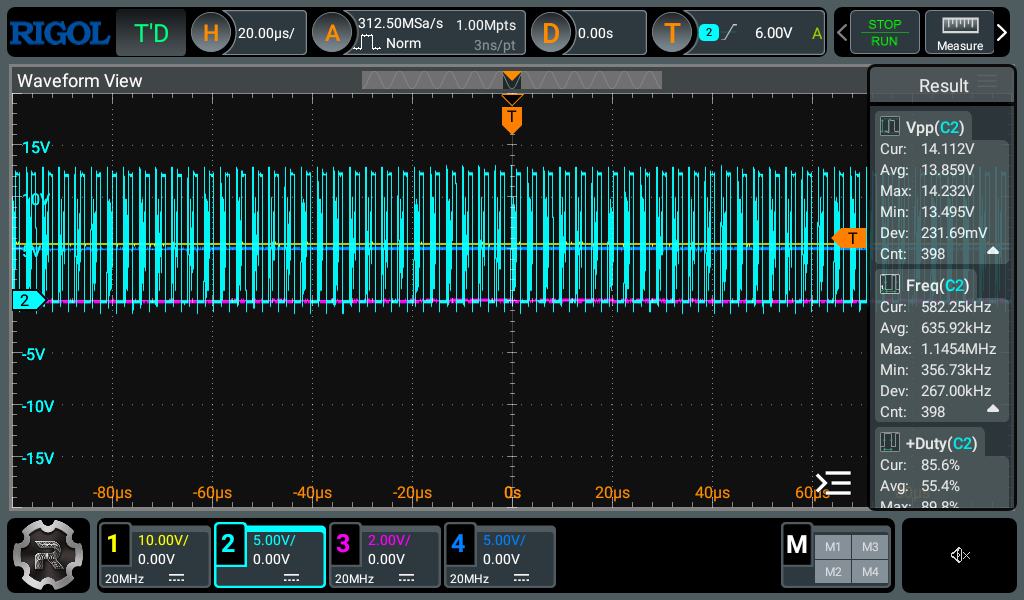 RIGOL T'D H 20.00µs/ A 312.50MSa/s 1.00Mpts D 0.00s T 2 6.00V A STOP
Norm 3ns/pt RUN Measure
Waveform View
Result
T
15V
5V
T
2
-5V
-10V
-15V
-80µs -60µs -40µs -20µs 0s 20µs 40µs 60µs
Vpp(C2)
Cur: 14.112V
Avg: 13.859V
Max: 14.232V
Min: 13.495V
Dev: 231.69mV
Cnt: 398
Freq(C2)
Cur: 582.25kHz
Avg: 635.92kHz
Max: 1.1454MHz
Min: 356.73kHz
Dev: 267.00kHz
Cnt: 398
+Duty(C2)
Cur: 85.6%
Avg: 55.4%
Max: 89.8%
1 10.00V/ 2 5.00V/ 3 2.00V/ 4 5.00V/ M M1 M3
0.00V 0.00V 0.00V 0.00V M2 M4
20MHz 20MHz 20MHz
R